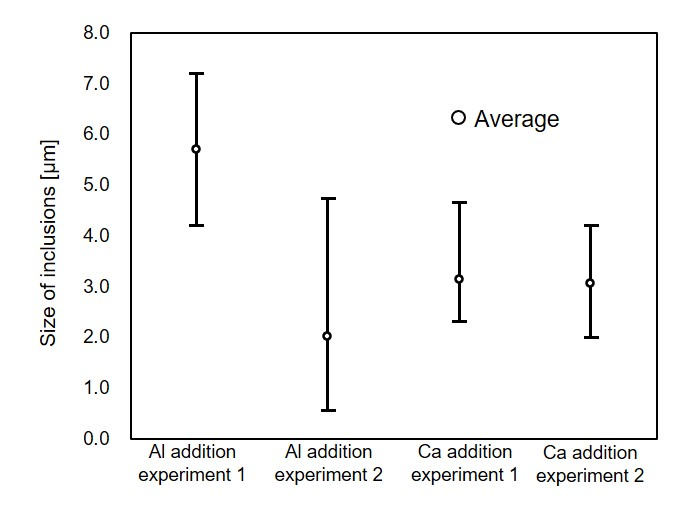 8.0
7.0
6.0
5.0
4.0
3.0
2.0
1.0
0.0
Size of inclusions [μm]
Average
Al addition
experiment 1
Al addition
experiment 2
Ca addition
experiment 1
Ca addition
experiment 2